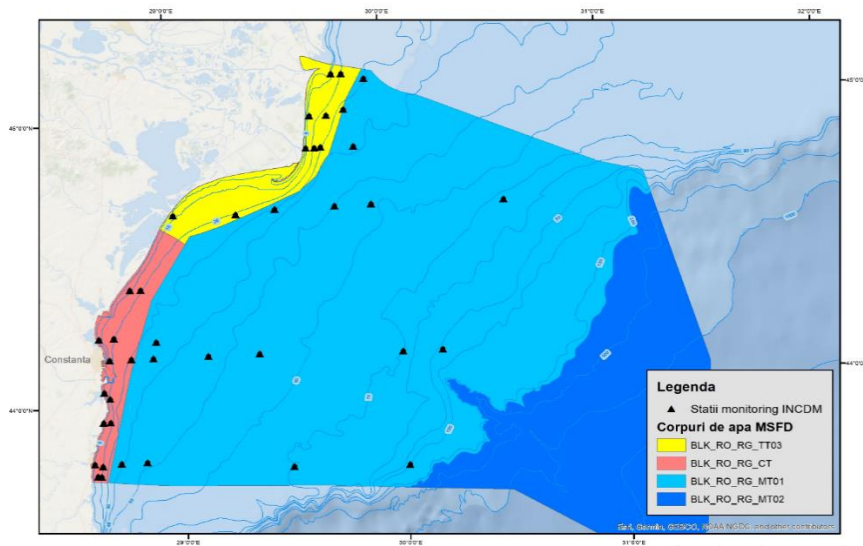 29°0'0"E 30°0'0"E 31°0'0"E 32°0'0"E
45°0'0"N
45°0'0"N
44°0'0"N
Constanta
44°0'0"N
Legenda
Statii monitoring INCDM
Corpuri de apa MSFD
BLK_RO_RG_TT03
BLK_RO_RG_CT
BLK_RO_RG_MT01
BLK_RO_RG_MT02
Esri, Garmin, GEBCO, NOAA NGDC, and other contributors
29°0'0"E 30°0'0"E 31°0'0"E